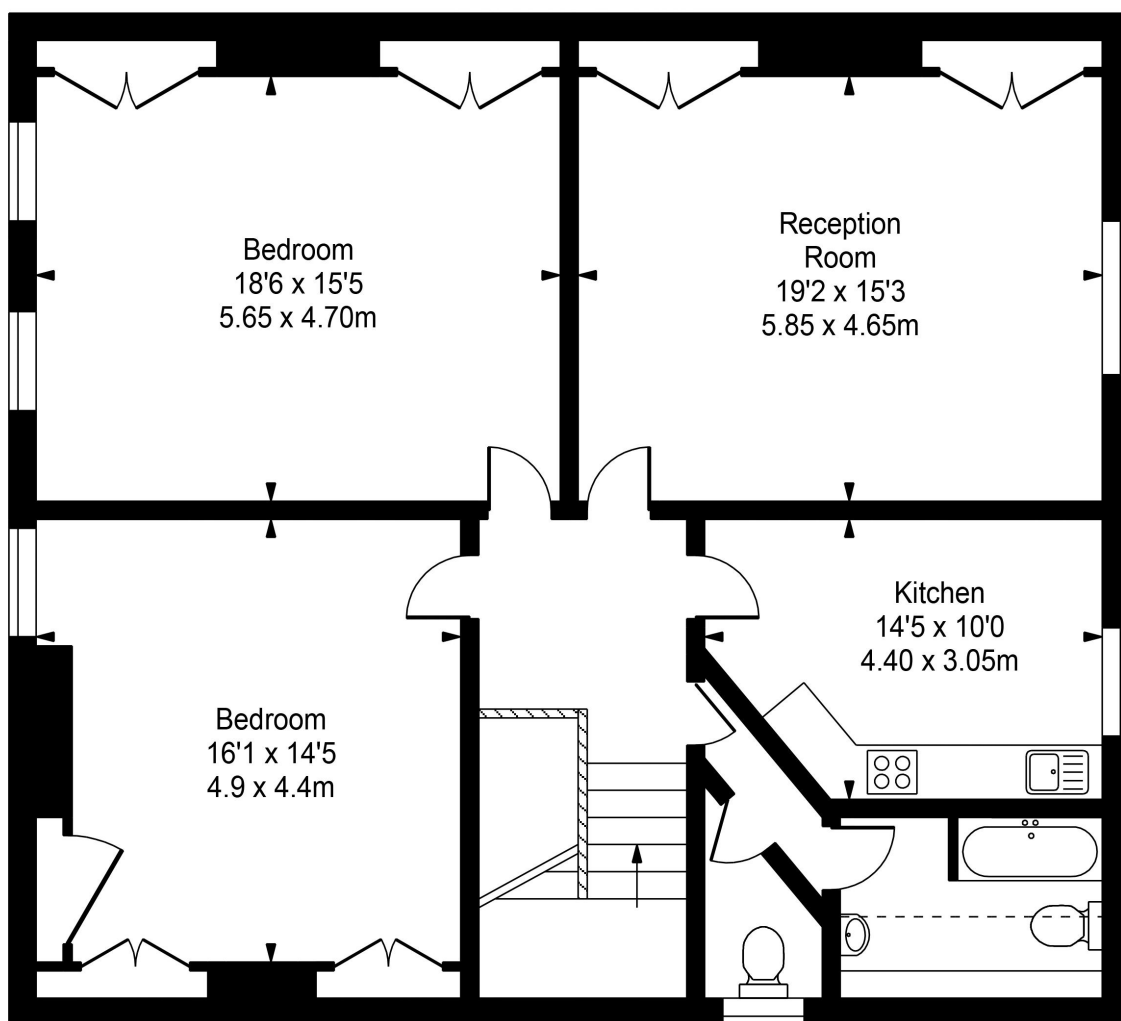 Bedroom
18'6 x 15'5
5.65 x 4.70m
Reception
Room
19'2 x 15'3
5.85 x 4.65m
Kitchen
14'5 x 10'0
4.40 x 3.05m
Bedroom
16'1 x 14'5
4.9 x 4.4m